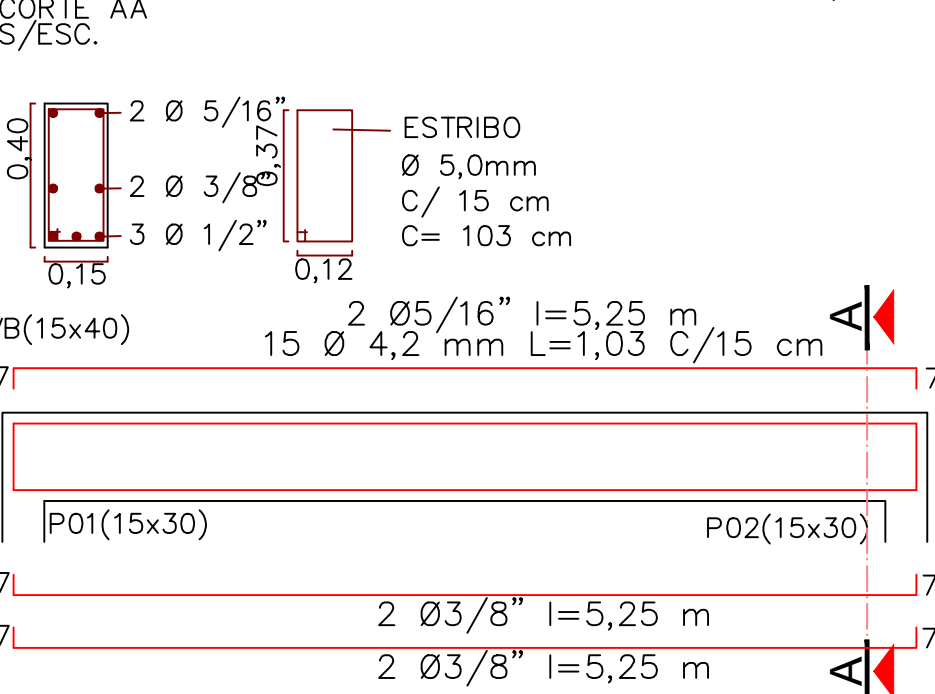 CORTE AA
S/ESC.
0,40
2 Ø 5/16”
2 Ø 3/8”
3 Ø 1/2”
0,15
0,37
0,12
ESTRIBO
Ø 5,0mm
C/ 15 cm
C= 103 cm
VB(15x40)
2 Ø5/16” l=5,25 m
15 Ø 4,2 mm L=1,03 C/15 cm
A
7
7
P01(15x30)
P02(15x30)
7
7
2 Ø3/8” l=5,25 m
7
7
2 Ø3/8” l=5,25 m
A